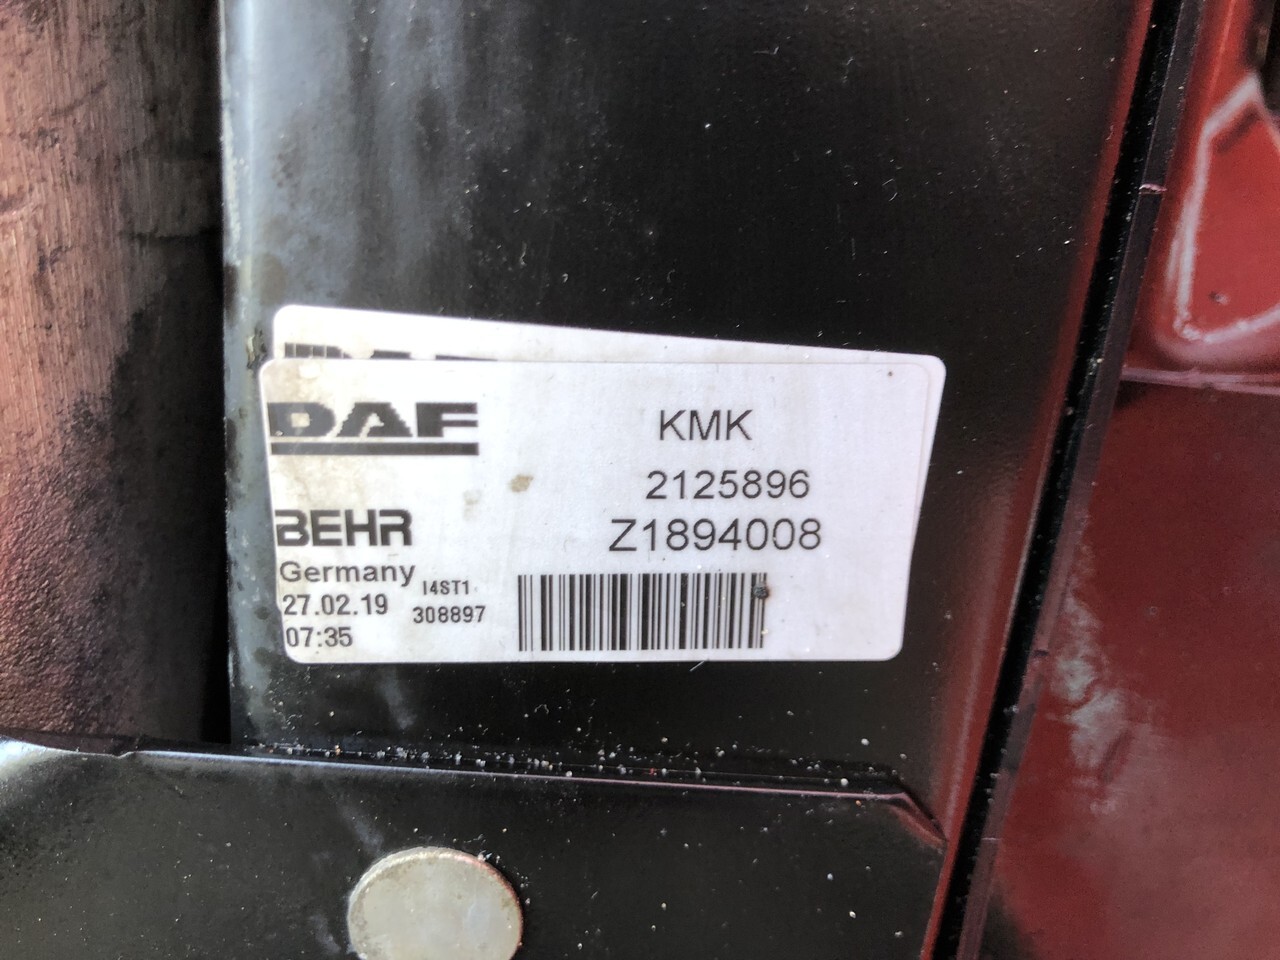 DAF
KMK
2125896
BEHR
Z1894008
Germany
I4ST1
27.02.19
308897
07:35